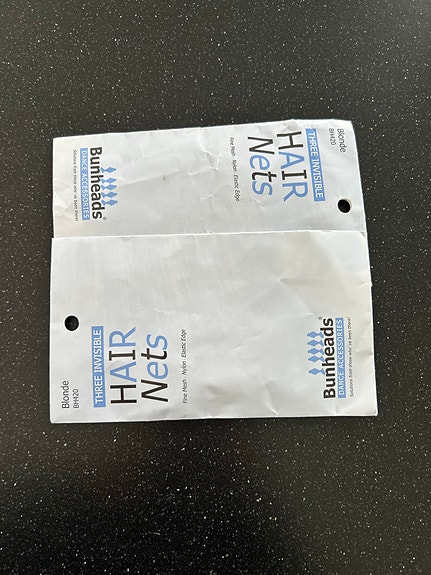 Blonde
BH420
THREE INVISIBLE
HAIR
Nets
Fine Mesh · Nylon · Elastic Edge
Bunheads®
DANCE ACCESSORIES
Solutions from those who've been there!
Blonde
BH420
THREE INVISIBLE
HAIR
Nets
Fine Mesh · Nylon · Elastic Edge
Bunheads®
DANCE ACCESSORIES
Solutions from those who've been there!